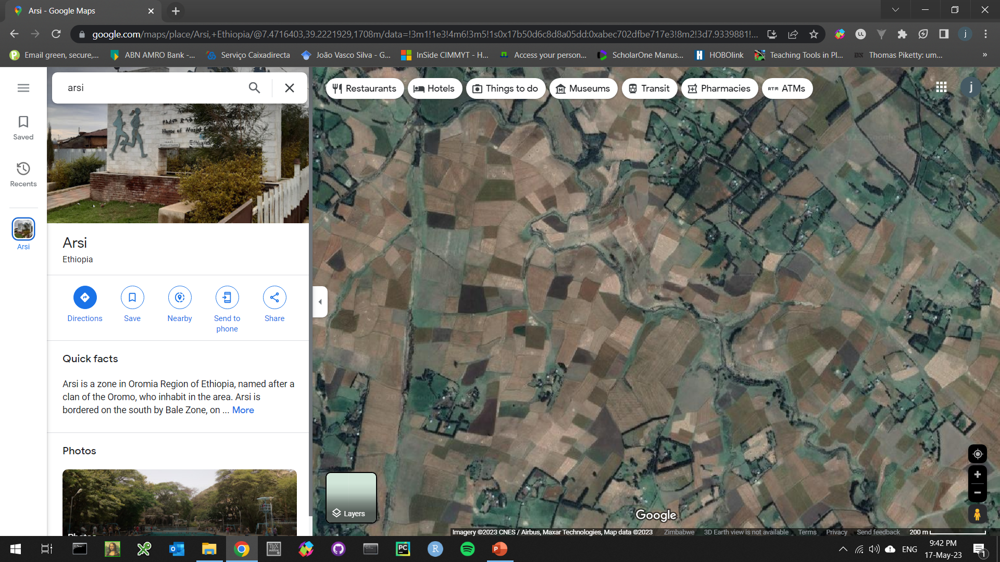 Arsi - Google Maps
google.com/maps/place/Arsi,+Ethiopia/@7.4716403,39.2221929,1708m/data=!3m1!1e3!4m6!3m5!1s0x17b50d6c8d8a05dd:0xabec702dfbe717e3!8m2!3d7.9339881!...
j
Email green, secure,...
ABN AMRO Bank -...
Serviço Caixadirecta
João Vasco Silva - G...
InSide CIMMYT - H...
Access your person...
ScholarOne Manus...
HOBOlink
Teaching Tools in Pl...
Thomas Piketty: um...
»
arsi
Restaurants
Hotels
Things to do
Museums
Transit
Pharmacies
ATM ATMs
j
Saved
Recents
Arsi
Home of World
Ethiopia
Arsi
Ethiopia
Directions
Save
Nearby
Send to
phone
Share
Quick facts
Arsi is a zone in Oromia Region of Ethiopia, named after a
clan of the Oromo, who inhabit in the area. Arsi is
bordered on the south by Bale Zone, on ... More
Photos
Photos
Layers
Google
Imagery ©2023 CNES / Airbus, Maxar Technologies, Map data ©2023
Zimbabwe
3D Earth view is not available
Terms
Privacy
Send feedback
200 m
ENG
9:42 PM
17-May-23
1